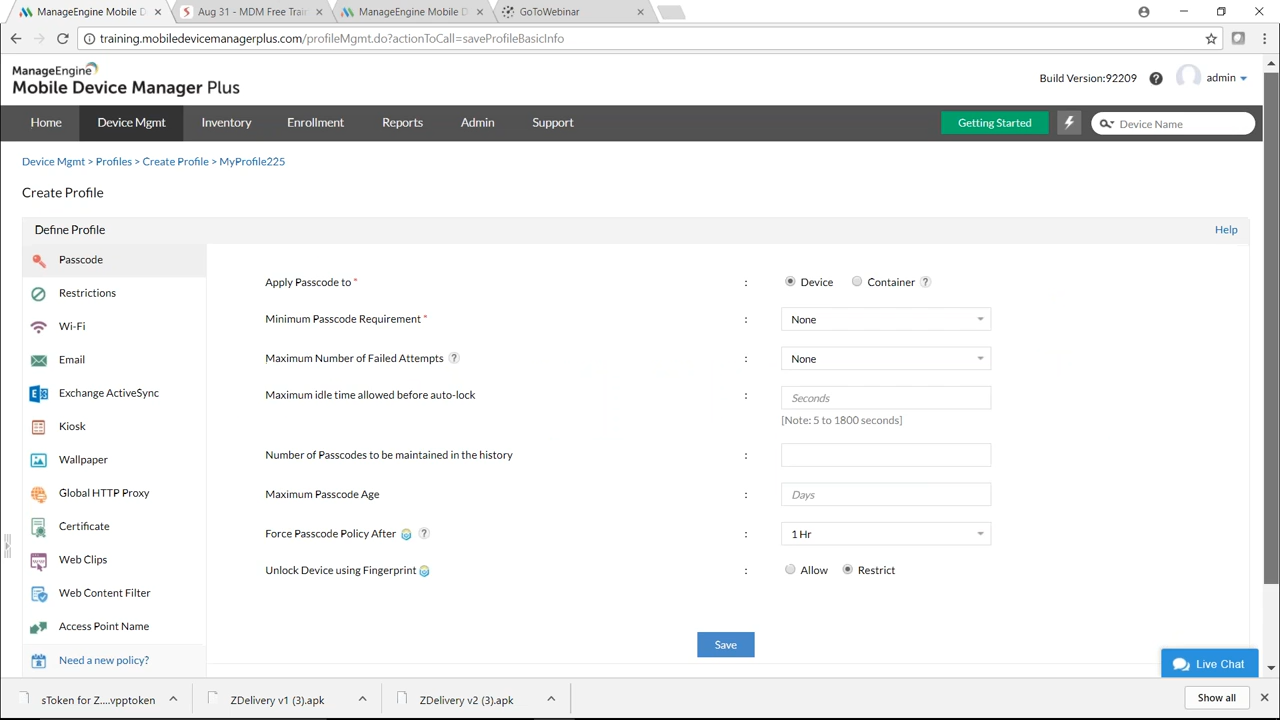 ManageEngine Mobile D
Aug 31 - MDM Free Train
ManageEngine Mobile D
GoToWebinar
training.mobiledevicemanagerplus.com/profileMgmt.do?actionToCall=saveProfileBasicInfo
ManageEngine
Mobile Device Manager Plus
Build Version:92209
admin
Home
Device Mgmt
Inventory
Enrollment
Reports
Admin
Support
Getting Started
Device Name
Device Mgmt > Profiles > Create Profile > MyProfile225
Create Profile
Define Profile
Help
Passcode
Restrictions
Wi-Fi
Email
Exchange ActiveSync
Kiosk
Wallpaper
Global HTTP Proxy
Certificate
Web Clips
Web Content Filter
Access Point Name
Need a new policy?
Apply Passcode to * : Device Container ?
Minimum Passcode Requirement * : None
Maximum Number of Failed Attempts ? : None
Maximum idle time allowed before auto-lock : Seconds
[Note: 5 to 1800 seconds]
Number of Passcodes to be maintained in the history :
Maximum Passcode Age : Days
Force Passcode Policy After ? : 1 Hr
Unlock Device using Fingerprint : Allow Restrict
Save
Live Chat
sToken for Z....vpptoken
ZDelivery v1 (3).apk
ZDelivery v2 (3).apk
Show all